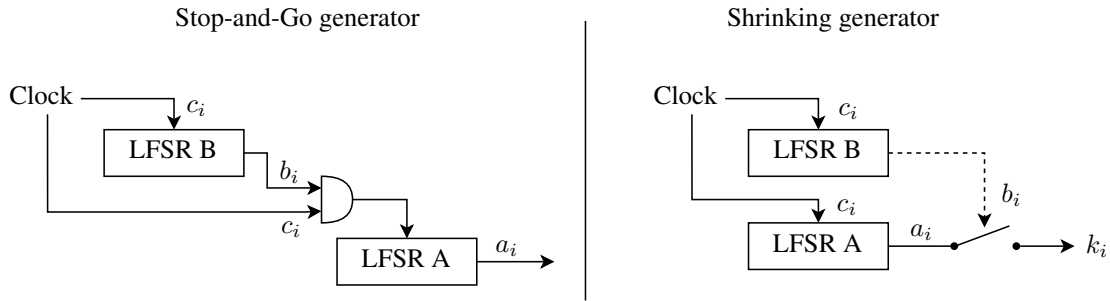 Stop-and-Go generator
Clock
c_i
LFSR B
b_i
c_i
LFSR A
a_i
Shrinking generator
Clock
c_i
LFSR B
b_i
c_i
LFSR A
a_i
k_i